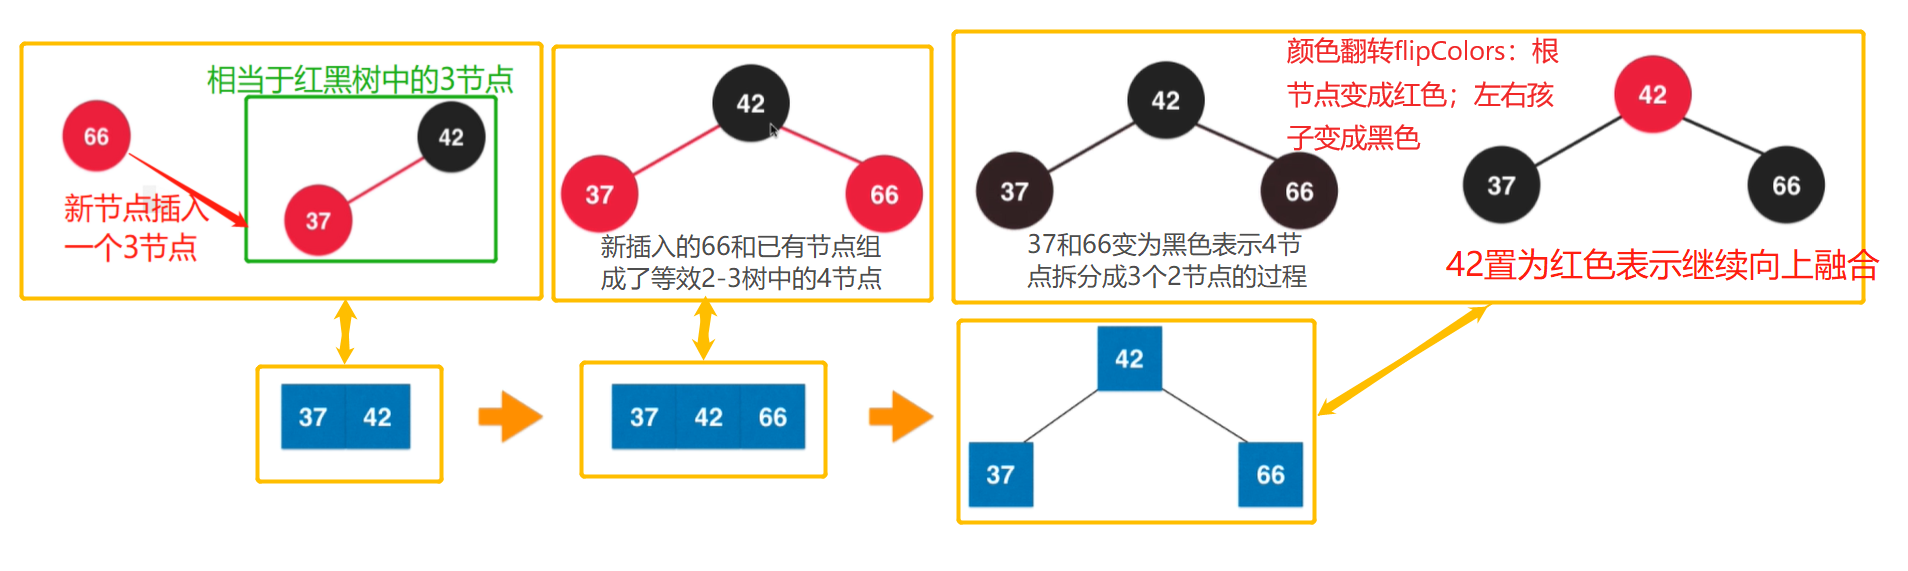 相当于红黑树中的3节点
66
42
37
新节点插入
一个3节点
42
37
66
新插入的66和已有节点组
成了等效2-3树中的4节点
42
37
66
37和66变为黑色表示4节
点拆分成3个2节点的过程
颜色翻转flipColors：根
节点变成红色；左右孩
子变成黑色
42
37
66
42置为红色表示继续向上融合
37 42
37 42 66
42
37
66